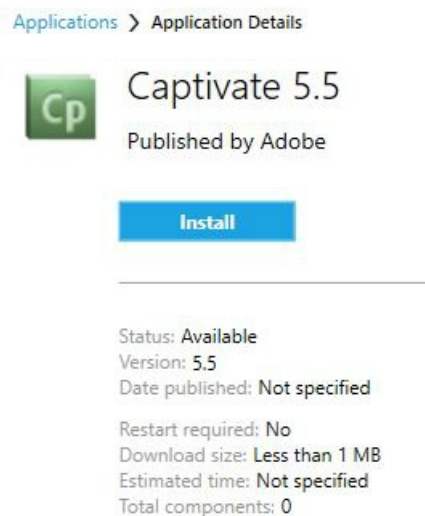 Applications > Application Details
Cp
Captivate 5.5
Published by Adobe
Install
Status: Available
Version: 5.5
Date published: Not specified
Restart required: No
Download size: Less than 1 MB
Estimated time: Not specified
Total components: 0